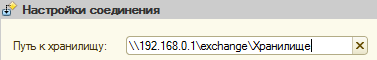 Настройки соединения
Путь к хранилищу: \\192.168.0.1\exchange\Хранилище